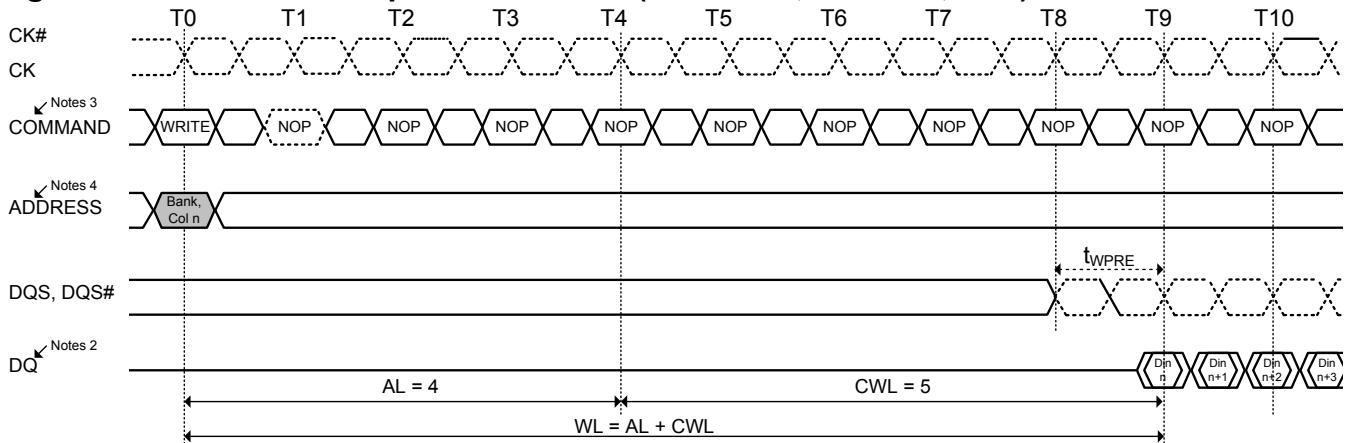 T0 T1 T2 T3 T4 T5 T6 T7 T8 T9 T10
CK#
CK
Notes 3
COMMAND WRITE NOP NOP NOP NOP NOP NOP NOP NOP NOP NOP
Notes 4
ADDRESS Bank, Col n
tWPRE
DQS, DQS#
Notes 2
DQ Din n Din n+1 Din n+2 Din n+3
AL = 4 CWL = 5
WL = AL + CWL